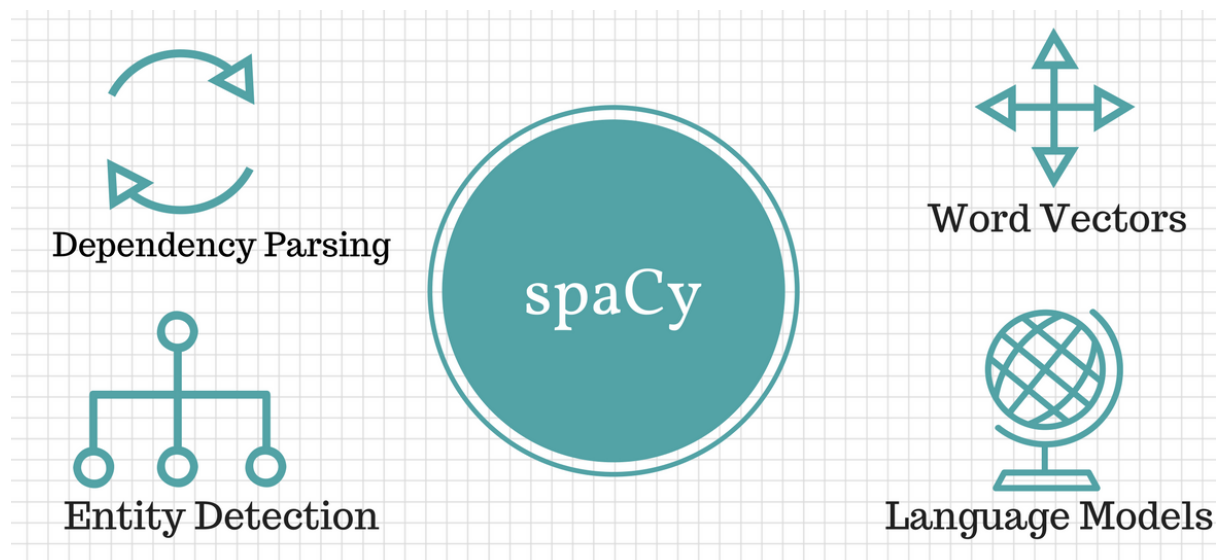 Dependency Parsing
Word Vectors
spaCy
Entity Detection
Language Models